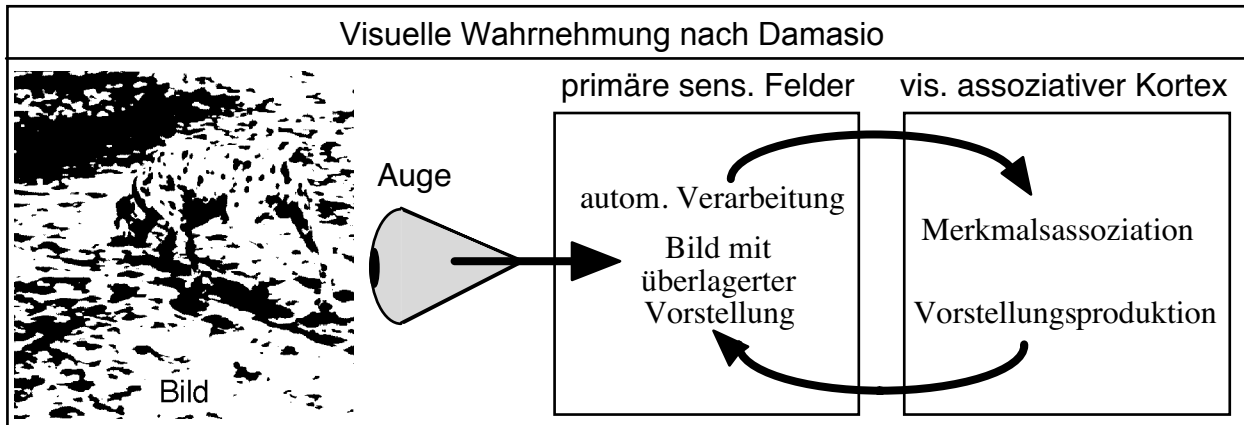 Visuelle Wahrnehmung nach Damasio
primäre sens. Felder
vis. assoziativer Kortex
Auge
autom. Verarbeitung
Bild mit
überlagerter
Vorstellung
Merkmalsassoziation
Vorstellungsproduktion
Bild